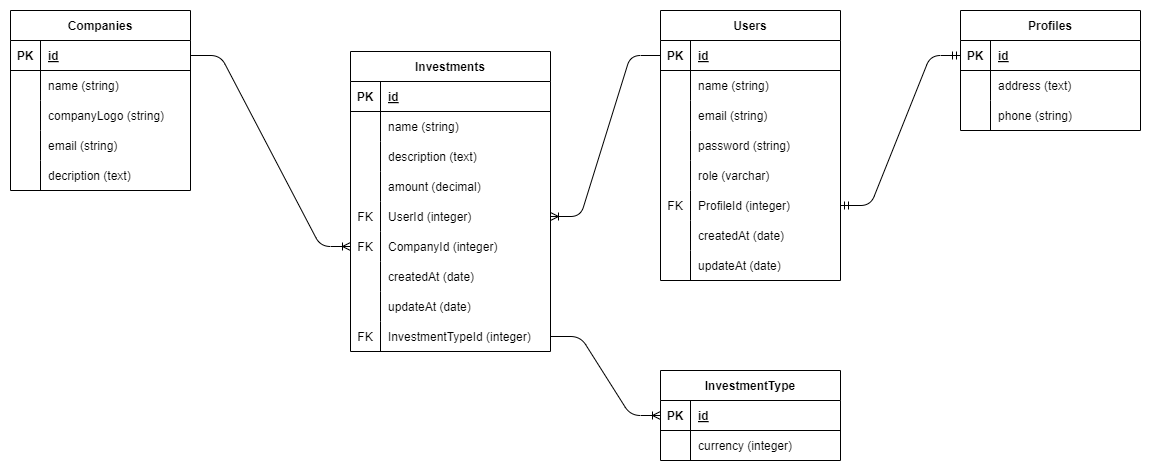 Companies
PK id
name (string)
companyLogo (string)
email (string)
decription (text)
Investments
PK id
name (string)
description (text)
amount (decimal)
FK UserId (integer)
FK CompanyId (integer)
createdAt (date)
updateAt (date)
FK InvestmentTypeId (integer)
Users
PK id
name (string)
email (string)
password (string)
role (varchar)
FK ProfileId (integer)
createdAt (date)
updateAt (date)
Profiles
PK id
address (text)
phone (string)
InvestmentType
PK id
currency (integer)